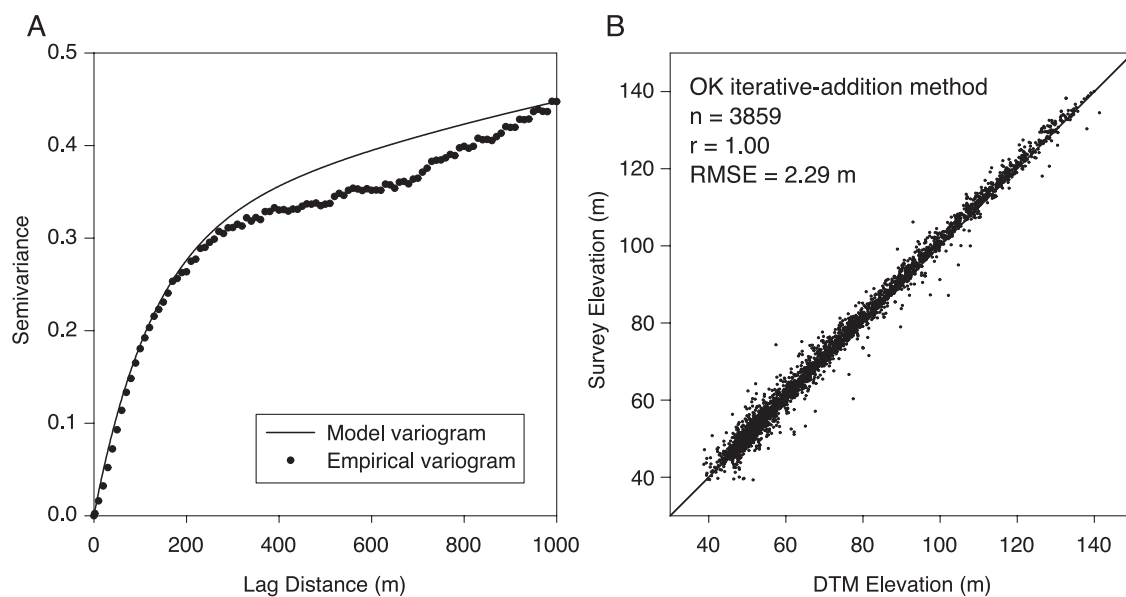 A
0.5
0.4
0.3
0.2
0.1
0.0
Semivariance
0
200
400
600
800
1000
Lag Distance (m)
Model variogram
Empirical variogram
B
OK iterative-addition method
n = 3859
r = 1.00
RMSE = 2.29 m
140
120
100
80
60
40
Survey Elevation (m)
40
60
80
100
120
140
DTM Elevation (m)